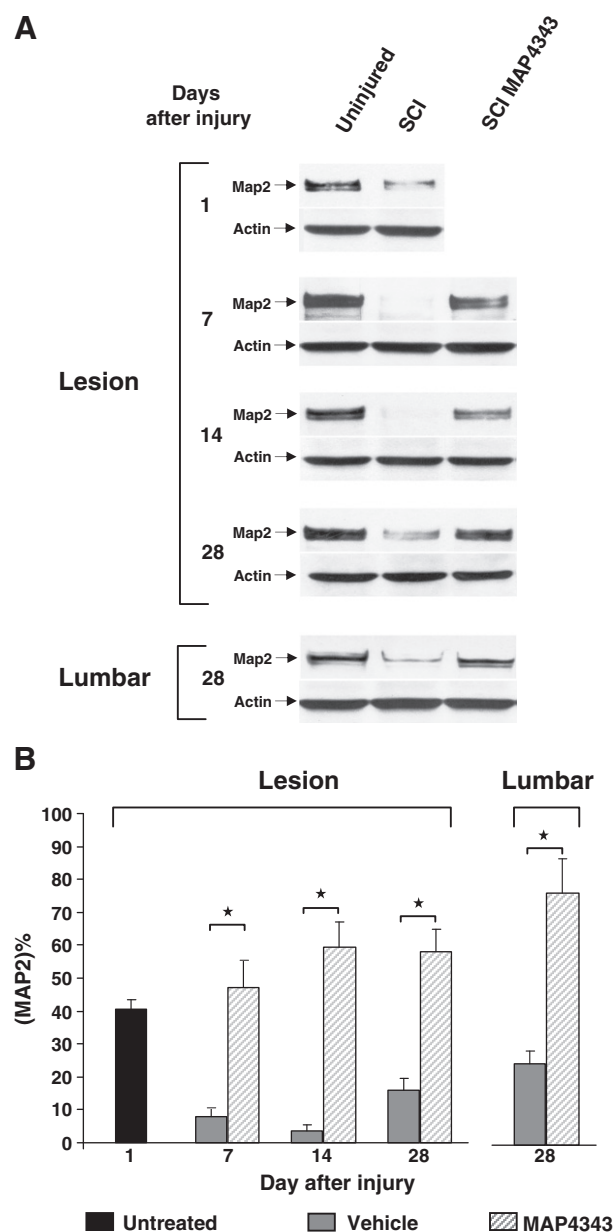 A
Days
after injury
Uninjured
SCI
SCI MAP4343
Lesion
1
Map2
Actin
7
Map2
Actin
14
Map2
Actin
28
Map2
Actin
Lumbar
28
Map2
Actin
B
Lesion
Lumbar
(MAP2)%
100
90
80
70
60
50
40
30
20
10
0
1
7
14
28
28
Day after injury
Untreated
Vehicle
MAP4343